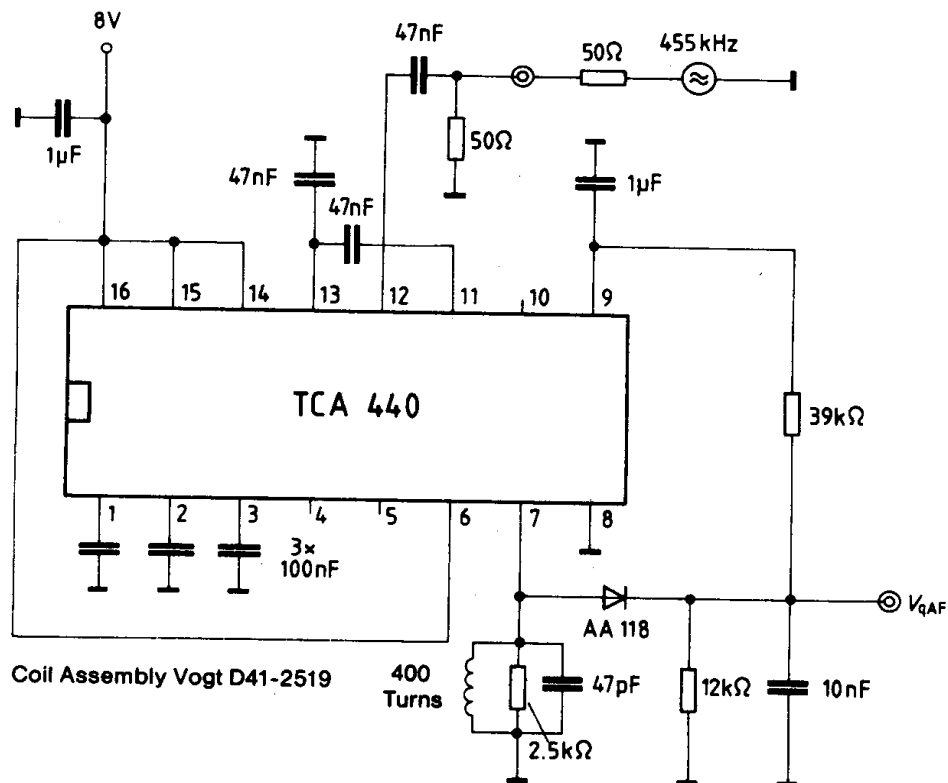 8V
47nF
50Ω
455kHz
1µF
50Ω
47nF
47nF
1µF
16
15
14
13
12
11
10
9
TCA 440
39kΩ
1
2
3
4
5
6
7
8
3×
100nF
AA 118
VqAF
Coil Assembly Vogt D41-2519
400
Turns
47pF
2.5kΩ
12kΩ
10nF